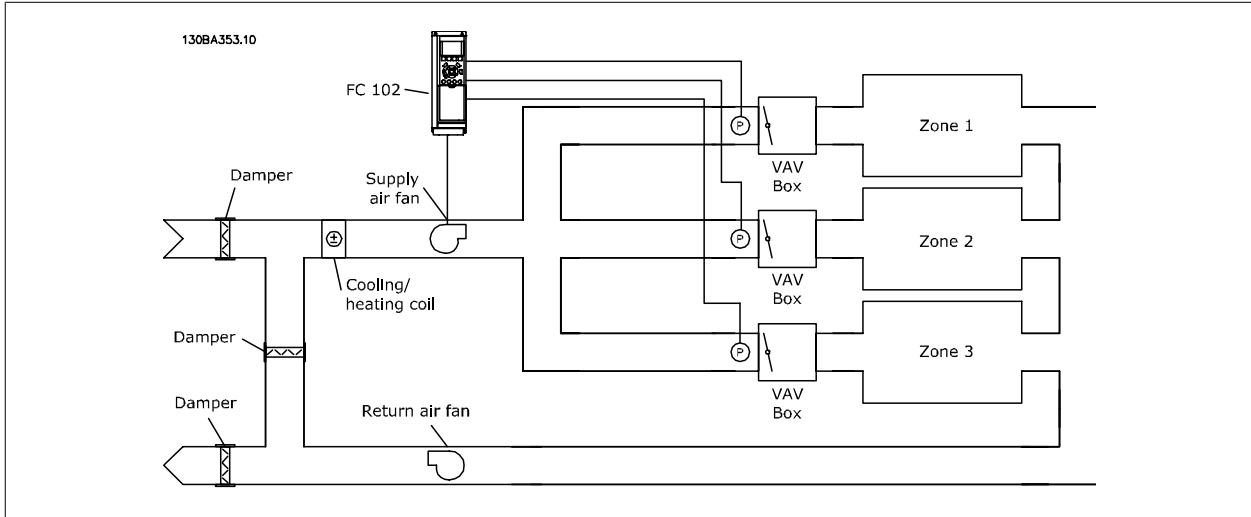 130BA353.10
FC 102
Damper
Supply
air fan
Cooling/
heating coil
Damper
Damper
Return air fan
P
VAV
Box
Zone 1
P
VAV
Box
Zone 2
P
VAV
Box
Zone 3